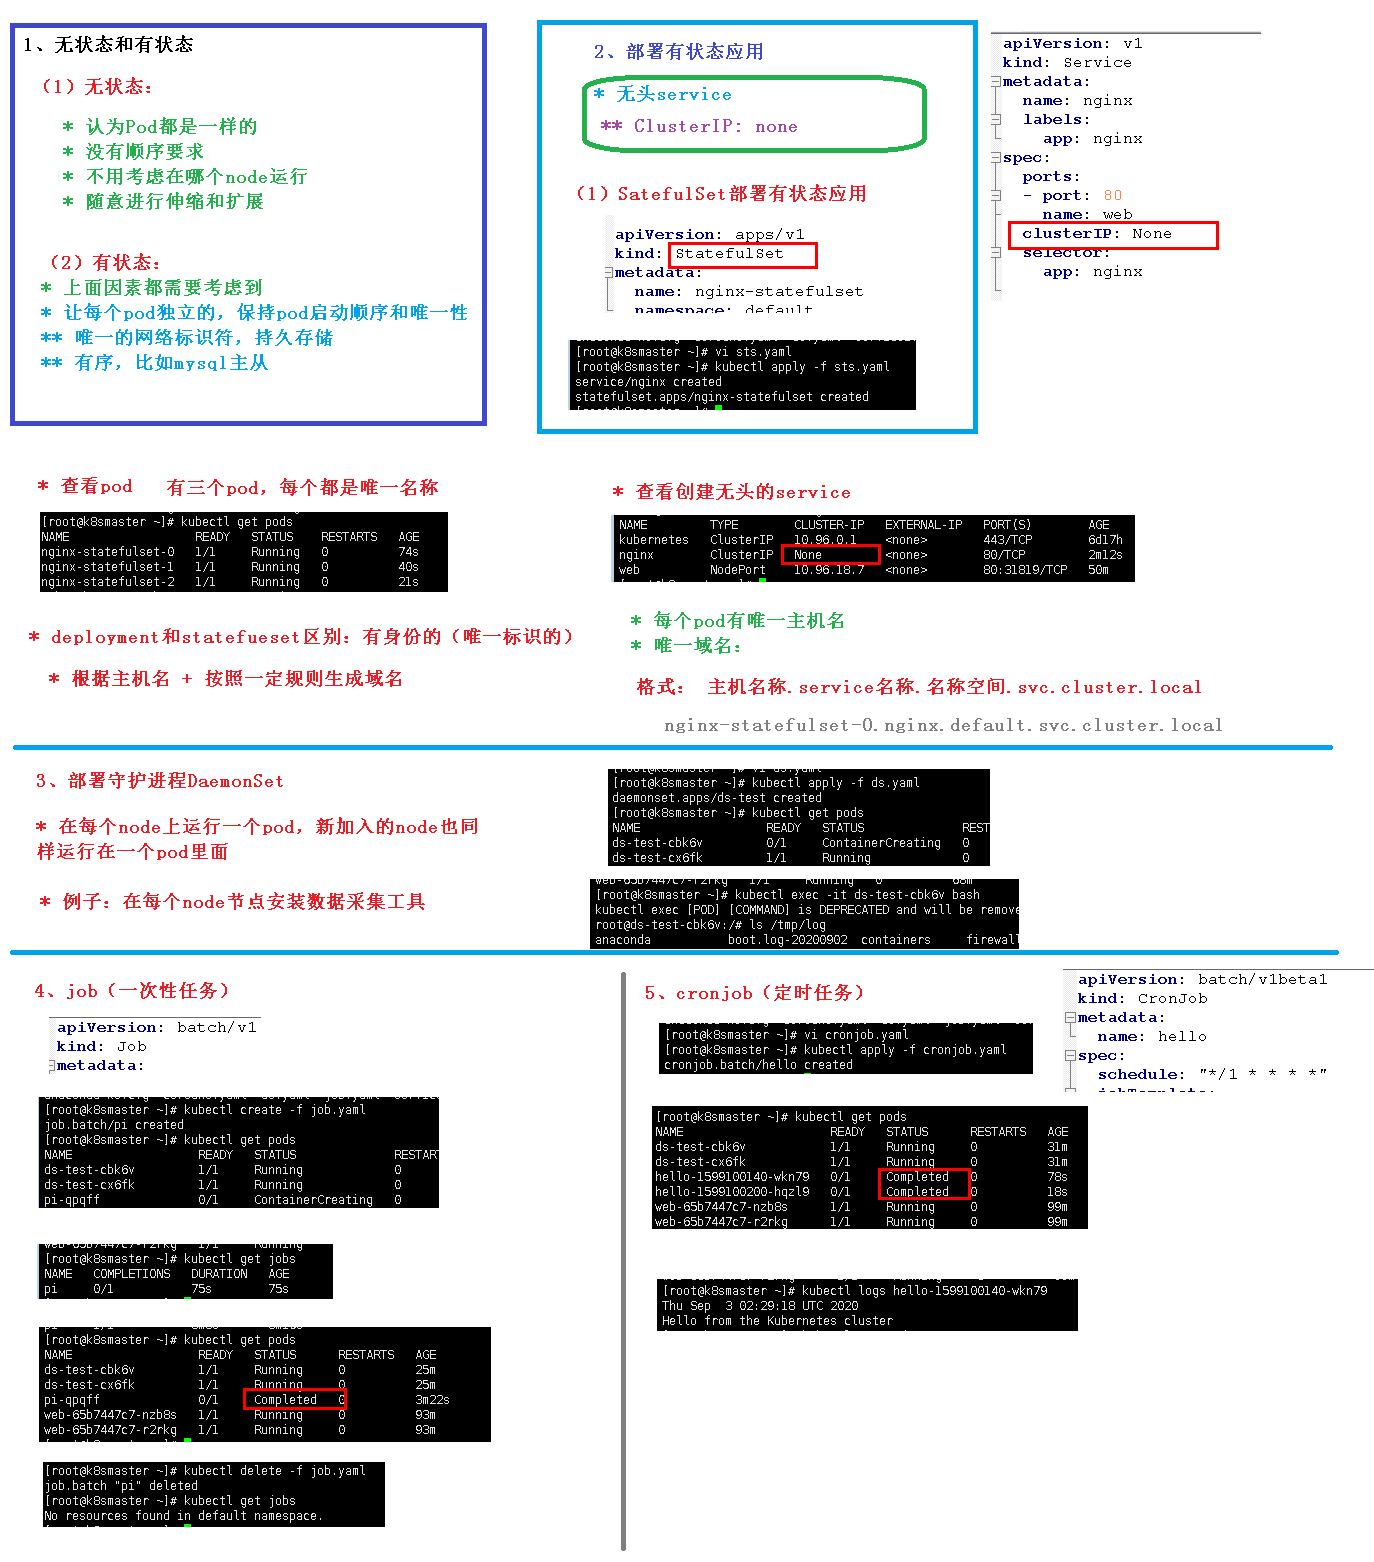 1、无状态和有状态
（1）无状态：
* 认为Pod都是一样的
* 没有顺序要求
* 不用考虑在哪个node运行
* 随意进行伸缩和扩展
（2）有状态：
* 上面因素都需要考虑到
* 让每个pod独立的，保持pod启动顺序和唯一性
** 唯一的网络标识符，持久存储
** 有序，比如mysql主从
2、部署有状态应用
* 无头service
** ClusterIP: none
（1）SatefulSet部署有状态应用
apiVersion: apps/v1
kind: StatefulSet
metadata:
name: nginx-statefulset
namespace: default
[root@k8smaster ~]# vi sts.yaml
[root@k8smaster ~]# kubectl apply -f sts.yaml
service/nginx created
statefulset.apps/nginx-statefulset created
apiVersion: v1
kind: Service
metadata:
name: nginx
labels:
app: nginx
spec:
ports:
- port: 80
name: web
clusterIP: None
selector:
app: nginx
* 查看pod 有三个pod，每个都是唯一名称
[root@k8smaster ~]# kubectl get pods
NAME READY STATUS RESTARTS AGE
nginx-statefulset-0 1/1 Running 0 74s
nginx-statefulset-1 1/1 Running 0 40s
nginx-statefulset-2 1/1 Running 0 21s
* deployment和statefueset区别：有身份的（唯一标识的）
* 根据主机名 + 按照一定规则生成域名
* 查看创建无头的service
NAME TYPE CLUSTER-IP EXTERNAL-IP PORT(S) AGE
kubernetes ClusterIP 10.96.0.1 <none> 443/TCP 6d17h
nginx ClusterIP None <none> 80/TCP 2m12s
web NodePort 10.96.18.7 <none> 80:31819/TCP 50m
* 每个pod有唯一主机名
* 唯一域名：
格式： 主机名称.service名称.名称空间.svc.cluster.local
nginx-statefulset-0.nginx.default.svc.cluster.local
3、部署守护进程DaemonSet
* 在每个node上运行一个pod，新加入的node也同
样运行在一个pod里面
* 例子：在每个node节点安装数据采集工具
[root@k8smaster ~]# vi ds.yaml
[root@k8smaster ~]# kubectl apply -f ds.yaml
daemonset.apps/ds-test created
[root@k8smaster ~]# kubectl get pods
NAME READY STATUS REST
ds-test-cbk6v 0/1 ContainerCreating 0
ds-test-cx6fk 1/1 Running 0
web-65b7447c7-r2rkg 1/1 Running 0 68m
[root@k8smaster ~]# kubectl exec -it ds-test-cbk6v bash
kubectl exec [POD] [COMMAND] is DEPRECATED and will be remove
root@ds-test-cbk6v:/# ls /tmp/log
anaconda boot.log-20200902 containers firewall
4、job（一次性任务）
apiVersion: batch/v1
kind: Job
metadata:
[root@k8smaster ~]# kubectl create -f job.yaml
job.batch/pi created
[root@k8smaster ~]# kubectl get pods
NAME READY STATUS RESTAR
ds-test-cbk6v 1/1 Running 0
ds-test-cx6fk 1/1 Running 0
pi-qpqff 0/1 ContainerCreating 0
web-65b7447c7-r2rkg 1/1 Running
[root@k8smaster ~]# kubectl get jobs
NAME COMPLETIONS DURATION AGE
pi 0/1 75s 75s
[root@k8smaster ~]# kubectl get pods
NAME READY STATUS RESTARTS AGE
ds-test-cbk6v 1/1 Running 0 25m
ds-test-cx6fk 1/1 Running 0 25m
pi-qpqff 0/1 Completed 0 3m22s
web-65b7447c7-nzb8s 1/1 Running 0 93m
web-65b7447c7-r2rkg 1/1 Running 0 93m
[root@k8smaster ~]# kubectl delete -f job.yaml
job.batch "pi" deleted
[root@k8smaster ~]# kubectl get jobs
No resources found in default namespace.
5、cronjob（定时任务）
[root@k8smaster ~]# vi cronjob.yaml
[root@k8smaster ~]# kubectl apply -f cronjob.yaml
cronjob.batch/hello created
apiVersion: batch/v1beta1
kind: CronJob
metadata:
name: hello
spec:
schedule: "*/1 * * * *"
[root@k8smaster ~]# kubectl get pods
NAME READY STATUS RESTARTS AGE
ds-test-cbk6v 1/1 Running 0 31m
ds-test-cx6fk 1/1 Running 0 31m
hello-1599100140-wkn79 0/1 Completed 0 78s
hello-1599100200-hqzl9 0/1 Completed 0 18s
web-65b7447c7-nzb8s 1/1 Running 0 99m
web-65b7447c7-r2rkg 1/1 Running 0 99m
[root@k8smaster ~]# kubectl logs hello-1599100140-wkn79
Thu Sep 3 02:29:18 UTC 2020
Hello from the Kubernetes cluster